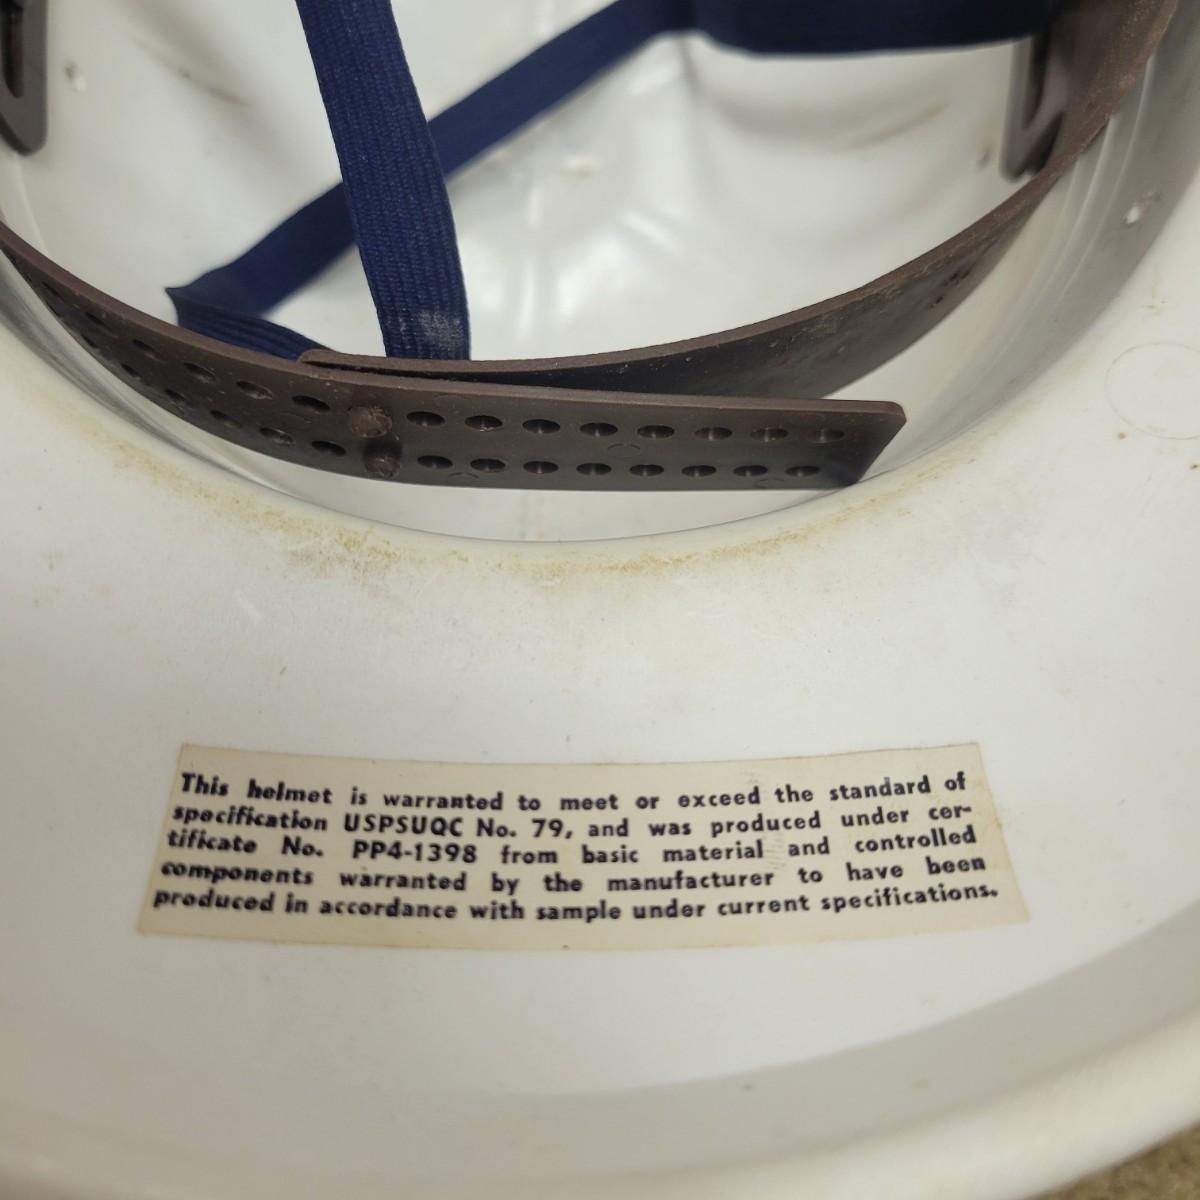 This helmet is warranted to meet or exceed the standard of
specification USPSUQC No. 79, and was produced under cer-
tificate No. PP4-1398 from basic material and controlled
components warranted by the manufacturer to have been
produced in accordance with sample under current specifications.